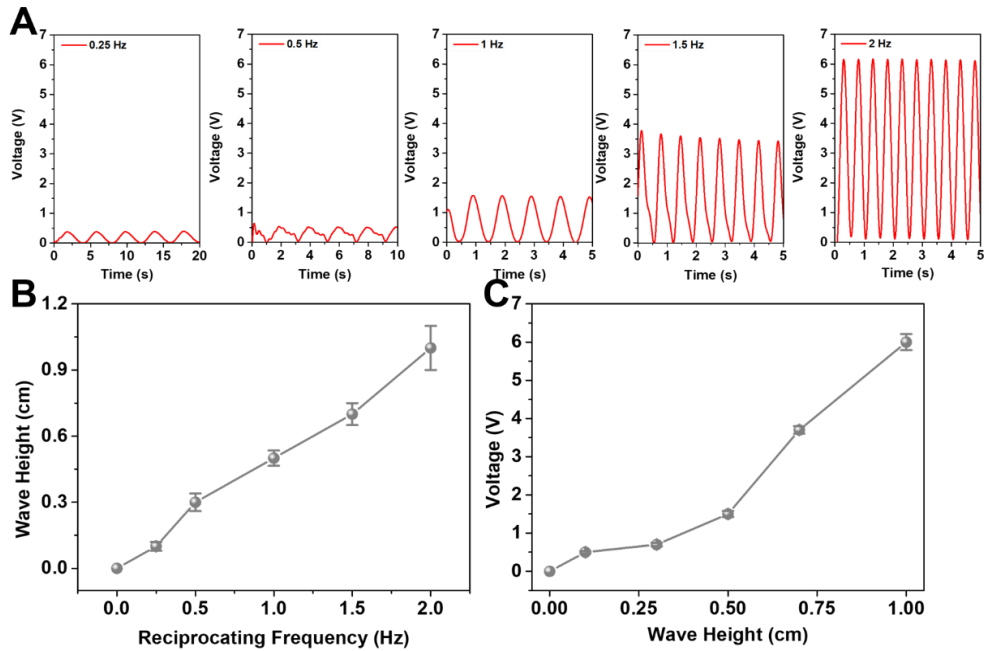 A
0.25 Hz
7
6
5
4
3
2
1
0
Voltage (V)
0 5 10 15 20
Time (s)
0.5 Hz
7
6
5
4
3
2
1
0
Voltage (V)
0 2 4 6 8 10
Time (s)
1 Hz
7
6
5
4
3
2
1
0
Voltage (V)
0 1 2 3 4 5
Time (s)
1.5 Hz
7
6
5
4
3
2
1
0
Voltage (V)
0 1 2 3 4 5
Time (s)
2 Hz
7
6
5
4
3
2
1
0
Voltage (V)
0 1 2 3 4 5
Time (s)
B
1.2
0.9
0.6
0.3
0.0
Wave Height (cm)
0.0 0.5 1.0 1.5 2.0
Reciprocating Frequency (Hz)
C
7
6
5
4
3
2
1
0
Voltage (V)
0.00 0.25 0.50 0.75 1.00
Wave Height (cm)